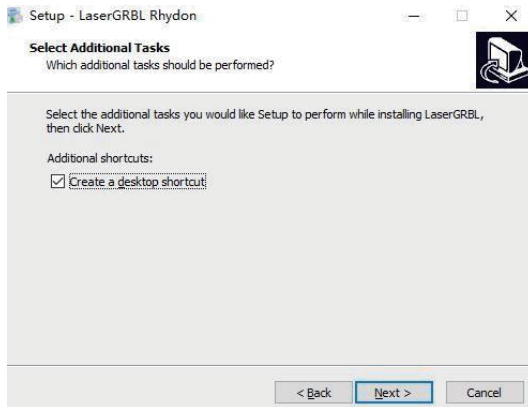 Setup - LaserGRBL Rhydon
Select Additional Tasks
Which additional tasks should be performed?
Select the additional tasks you would like Setup to perform while installing LaserGRBL,
then click Next.
Additional shortcuts:
Create a desktop shortcut
< Back Next > Cancel